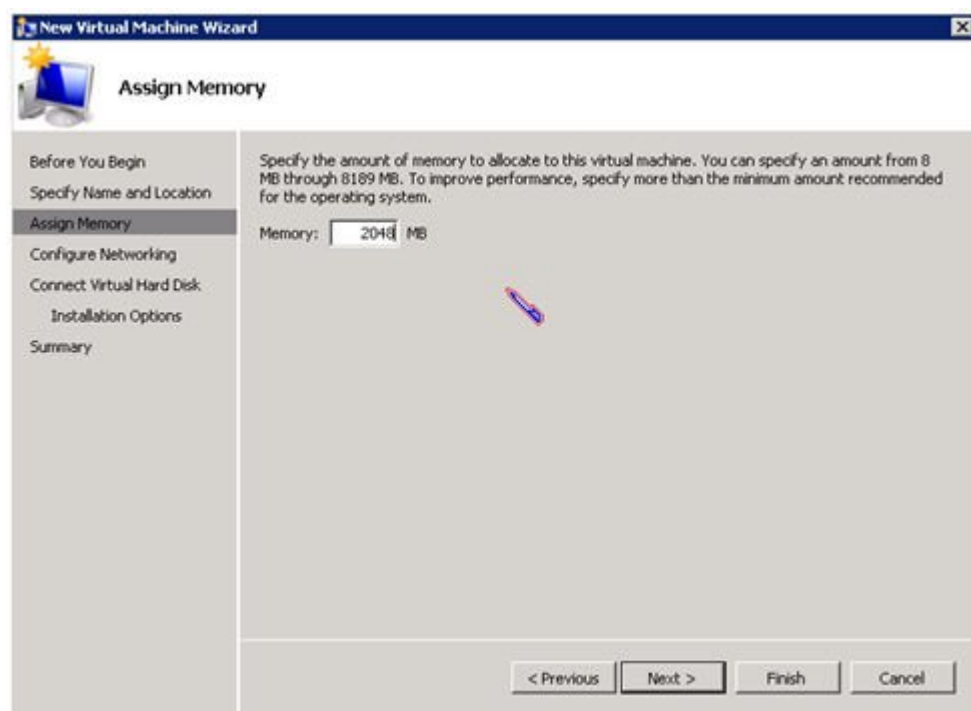 New Virtual Machine Wizard
Assign Memory
Before You Begin
Specify Name and Location
Assign Memory
Configure Networking
Connect Virtual Hard Disk
Installation Options
Summary
Specify the amount of memory to allocate to this virtual machine. You can specify an amount from 8
MB through 8189 MB. To improve performance, specify more than the minimum amount recommended
for the operating system.
Memory: 2048 MB
< Previous
Next >
Finish
Cancel